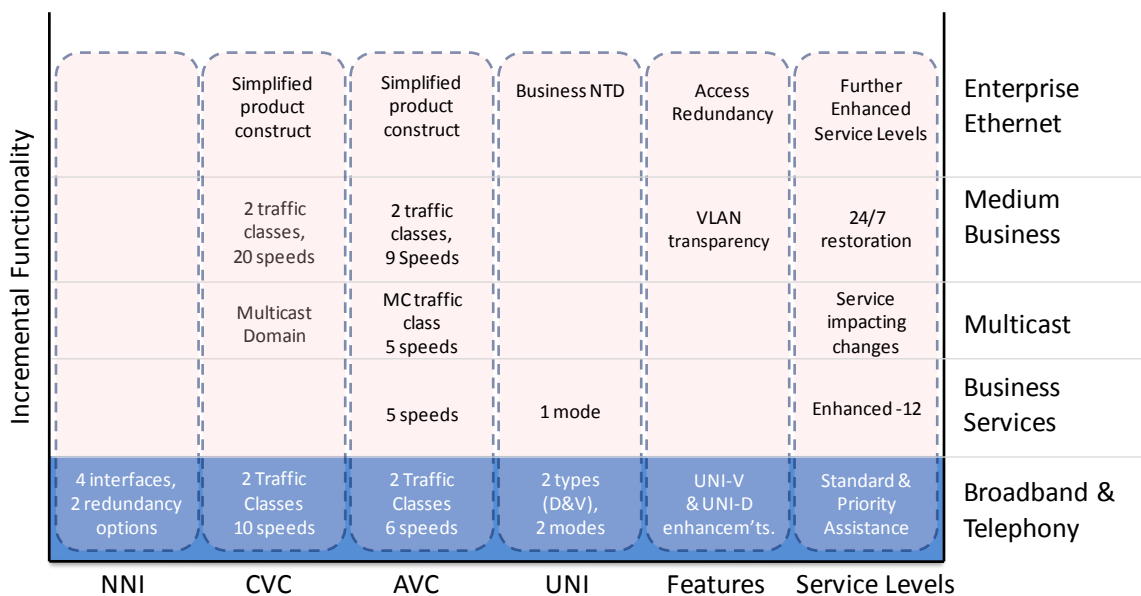 Incremental Functionality
Simplified
product
construct
Simplified
product
construct
Business NTD
Access
Redundancy
Further
Enhanced
Service Levels
Enterprise
Ethernet
2 traffic
classes,
20 speeds
2 traffic
classes,
9 Speeds
VLAN
transparency
24/7
restoration
Medium
Business
Multicast
Domain
MC traffic
class
5 speeds
Service
impacting
changes
Multicast
5 speeds
1 mode
Enhanced -12
Business
Services
4 interfaces,
2 redundancy
options
2 Traffic
Classes
10 speeds
2 Traffic
Classes
6 speeds
2 types
(D&V),
2 modes
UNI-V
& UNI-D
enhancem'ts.
Standard &
Priority
Assistance
Broadband &
Telephony
NNI
CVC
AVC
UNI
Features
Service Levels